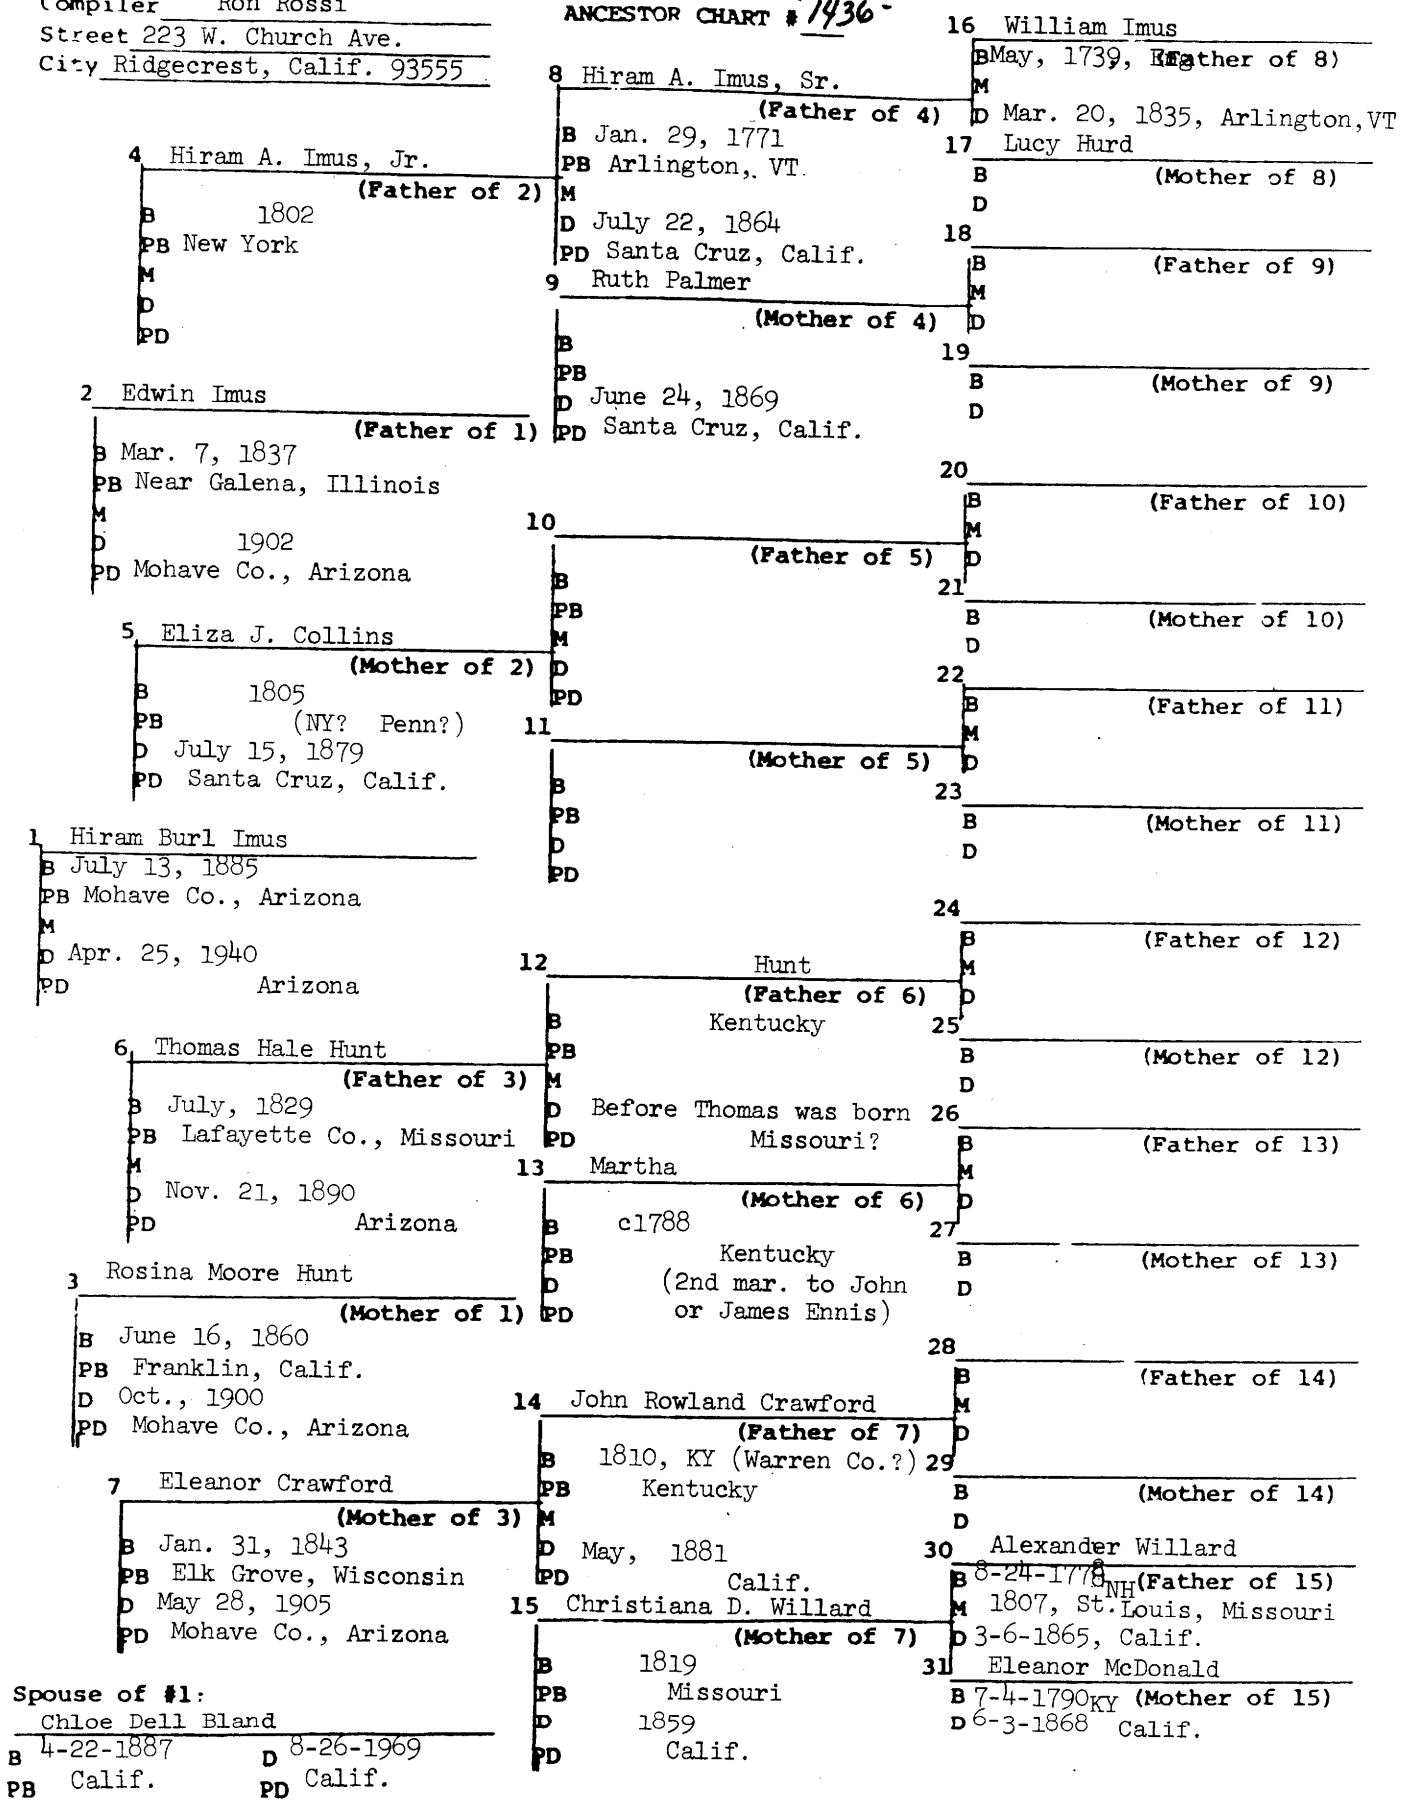 Compiler Ron Rossi
Street 223 W. Church Ave.
City Ridgecrest, Calif. 93555
ANCESTOR CHART # 1436-
1 Hiram Burl Imus
B July 13, 1885
PB Mohave Co., Arizona
M
D Apr. 25, 1940
PD Arizona
2 Edwin Imus
(Father of 1)
B Mar. 7, 1837
PB Near Galena, Illinois
M
D 1902
PD Mohave Co., Arizona
3 Rosina Moore Hunt
(Mother of 1)
B June 16, 1860
PB Franklin, Calif.
D Oct., 1900
PD Mohave Co., Arizona
4 Hiram A. Imus, Jr.
(Father of 2)
B 1802
PB New York
M
D
PD
5 Eliza J. Collins
(Mother of 2)
B 1805
PB (NY? Penn?)
D July 15, 1879
PD Santa Cruz, Calif.
6 Thomas Hale Hunt
(Father of 3)
B July, 1829
PB Lafayette Co., Missouri
M
D Nov. 21, 1890
PD Arizona
7 Eleanor Crawford
(Mother of 3)
B Jan. 31, 1843
PB Elk Grove, Wisconsin
D May 28, 1905
PD Mohave Co., Arizona
Spouse of #1:
Chloe Dell Bland
B 4-22-1887 D 8-26-1969
PB Calif. PD Calif.
8 Hiram A. Imus, Sr.
(Father of 4)
B Jan. 29, 1771
PB Arlington, VT.
M
D July 22, 1864
PD Santa Cruz, Calif.
9 Ruth Palmer
(Mother of 4)
B
PB
D June 24, 1869
PD Santa Cruz, Calif.
10
(Father of 5)
B
PB
M
D
PD
11
(Mother of 5)
B
PB
D
PD
12 Hunt
(Father of 6)
B Kentucky
PB
M
D Before Thomas was born
PD Missouri?
13 Martha
(Mother of 6)
B c1788
PB Kentucky
D (2nd mar. to John
PD or James Ennis)
14 John Rowland Crawford
(Father of 7)
B 1810, KY (Warren Co.?)
PB Kentucky
M
D May, 1881
PD Calif.
15 Christiana D. Willard
(Mother of 7)
B 1819
PB Missouri
D 1859
PD Calif.
16 William Imus
B May, 1739, Eng (Father of 8)
M
D Mar. 20, 1835, Arlington,VT
17 Lucy Hurd
B (Mother of 8)
D
18
B (Father of 9)
M
D
19
B (Mother of 9)
D
20
B (Father of 10)
M
D
21
B (Mother of 10)
D
22
B (Father of 11)
M
D
23
B (Mother of 11)
D
24
B (Father of 12)
M
D
25
B (Mother of 12)
D
26
B (Father of 13)
M
D
27
B (Mother of 13)
D
28
B (Father of 14)
M
D
29
B (Mother of 14)
D
30 Alexander Willard
B 8-24-1778 NH (Father of 15)
M 1807, St. Louis, Missouri
D 3-6-1865, Calif.
31 Eleanor McDonald
B 7-4-1790 KY (Mother of 15)
D 6-3-1868 Calif.